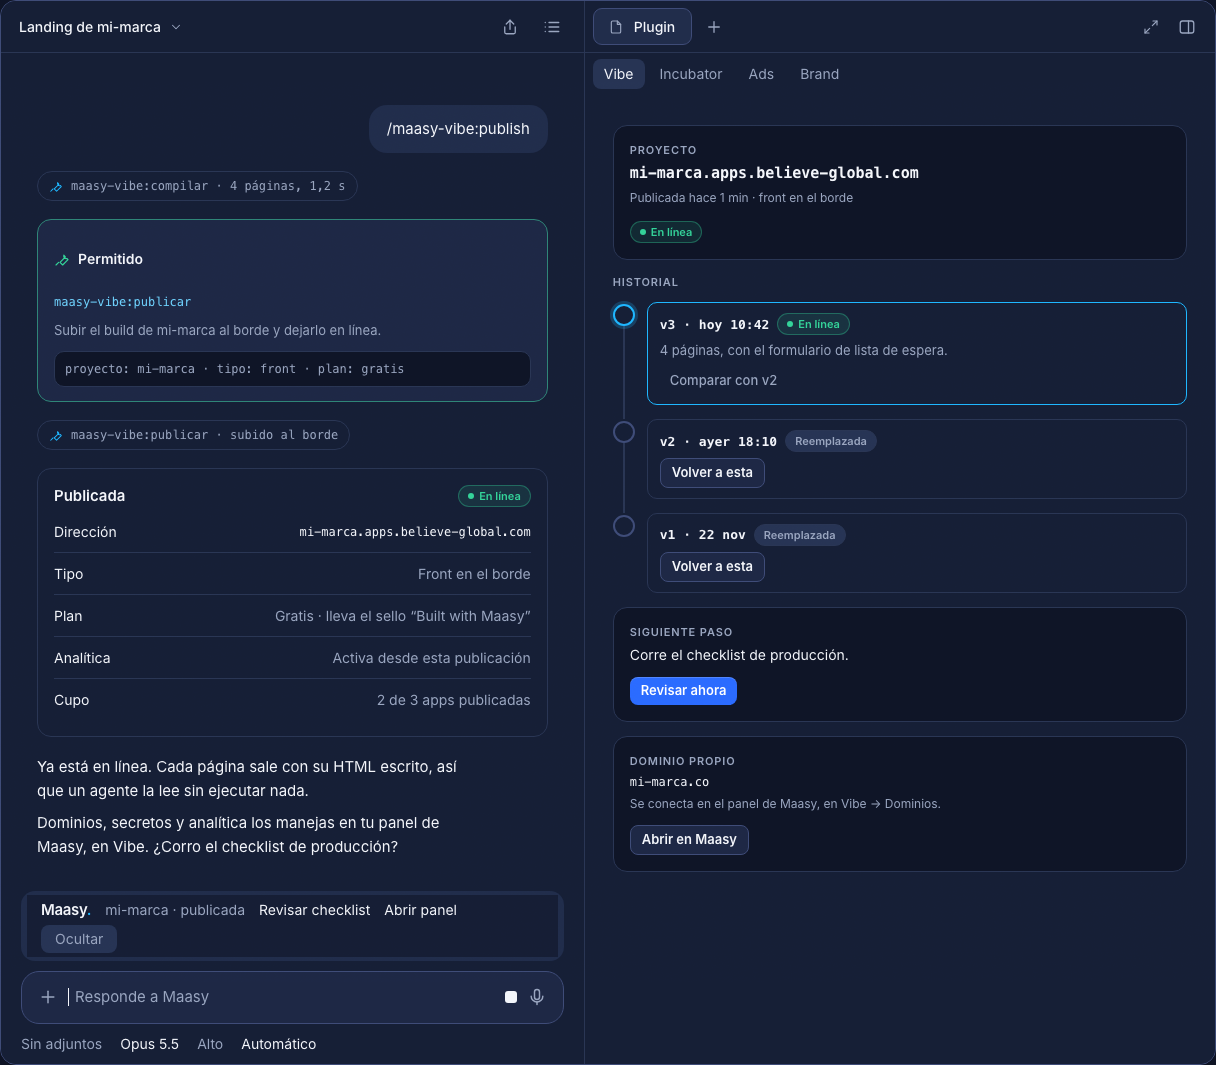 Landing de mi-marca
/maasy-vibe:publish
maasy-vibe:compilar · 4 páginas, 1,2 s
Permitido
maasy-vibe:publicar
Subir el build de mi-marca al borde y dejarlo en línea.
proyecto: mi-marca · tipo: front · plan: gratis
maasy-vibe:publicar · subido al borde
Publicada
En línea
Dirección
mi-marca.apps.believe-global.com
Tipo
Front en el borde
Plan
Gratis · lleva el sello “Built with Maasy”
Analítica
Activa desde esta publicación
Cupo
2 de 3 apps publicadas
Ya está en línea. Cada página sale con su HTML escrito, así
que un agente la lee sin ejecutar nada.
Dominios, secretos y analítica los manejas en tu panel de
Maasy, en Vibe. ¿Corro el checklist de producción?
Maasy. mi-marca · publicada Revisar checklist Abrir panel
Ocultar
Responde a Maasy
Sin adjuntos Opus 5.5 Alto Automático
Plugin
Vibe Incubator Ads Brand
PROYECTO
mi-marca.apps.believe-global.com
Publicada hace 1 min · front en el borde
En línea
HISTORIAL
v3 · hoy 10:42 En línea
4 páginas, con el formulario de lista de espera.
Comparar con v2
v2 · ayer 18:10 Reemplazada
Volver a esta
v1 · 22 nov Reemplazada
Volver a esta
SIGUIENTE PASO
Corre el checklist de producción.
Revisar ahora
DOMINIO PROPIO
mi-marca.co
Se conecta en el panel de Maasy, en Vibe → Dominios.
Abrir en Maasy